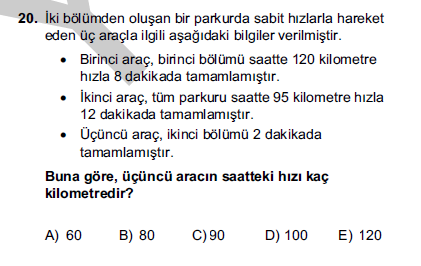 20. İki bölümden oluşan bir parkurda sabit hızlarla hareket
eden üç araçla ilgili aşağıdaki bilgiler verilmiştir.
• Birinci araç, birinci bölümü saatte 120 kilometre
hızla 8 dakikada tamamlamıştır.
• İkinci araç, tüm parkuru saatte 95 kilometre hızla
12 dakikada tamamlamıştır.
• Üçüncü araç, ikinci bölümü 2 dakikada
tamamlamıştır.
Buna göre, üçüncü aracın saatteki hızı kaç
kilometredir?
A) 60 B) 80 C) 90 D) 100 E) 120